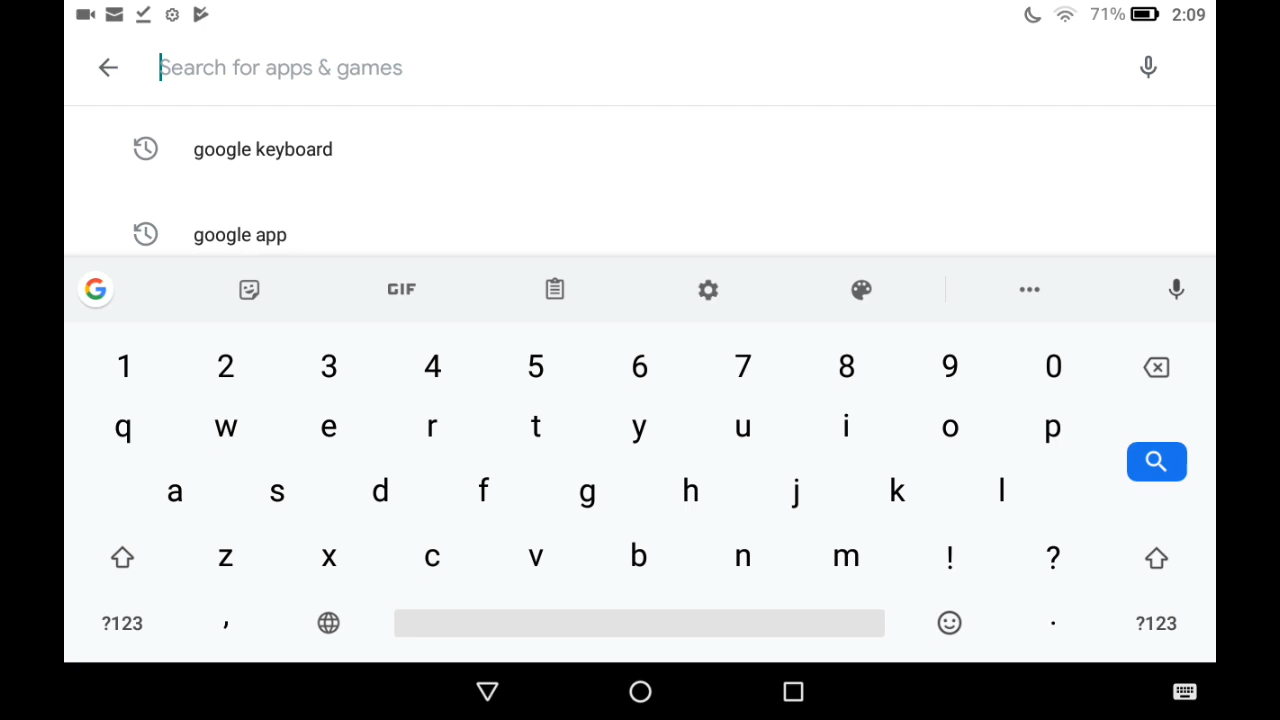 71% 2:09
Search for apps & games
google keyboard
google app
G GIF
1 2 3 4 5 6 7 8 9 0
q w e r t y u i o p
a s d f g h j k l
z x c v b n m ! ?
?123 , . ?123